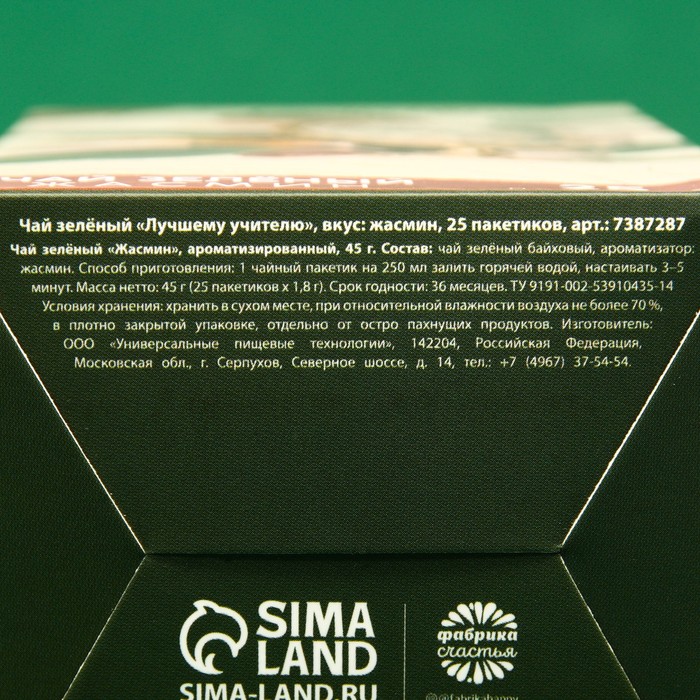 ЧАЙ ЗЕЛЁНЫЙ
ЖАСМИН
Чай зелёный «Лучшему учителю», вкус: жасмин, 25 пакетиков, арт.: 7387287
Чай зелёный «Жасмин», ароматизированный, 45 г. Состав: чай зелёный байховый, ароматизатор:
жасмин. Способ приготовления: 1 чайный пакетик на 250 мл залить горячей водой, настаивать 3–5
минут. Масса нетто: 45 г (25 пакетиков х 1,8 г). Срок годности: 36 месяцев. ТУ 9191-002-53910435-14
Условия хранения: хранить в сухом месте, при относительной влажности воздуха не более 70 %,
в плотно закрытой упаковке, отдельно от остро пахнущих продуктов. Изготовитель:
ООО «Универсальные пищевые технологии», 142204, Российская Федерация,
Московская обл., г. Серпухов, Северное шоссе, д. 14, тел.: +7 (4967) 37-54-54.
SIMA
LAND
SIMA-LAND.RU
фабрика
счастья
@fabrikahappy